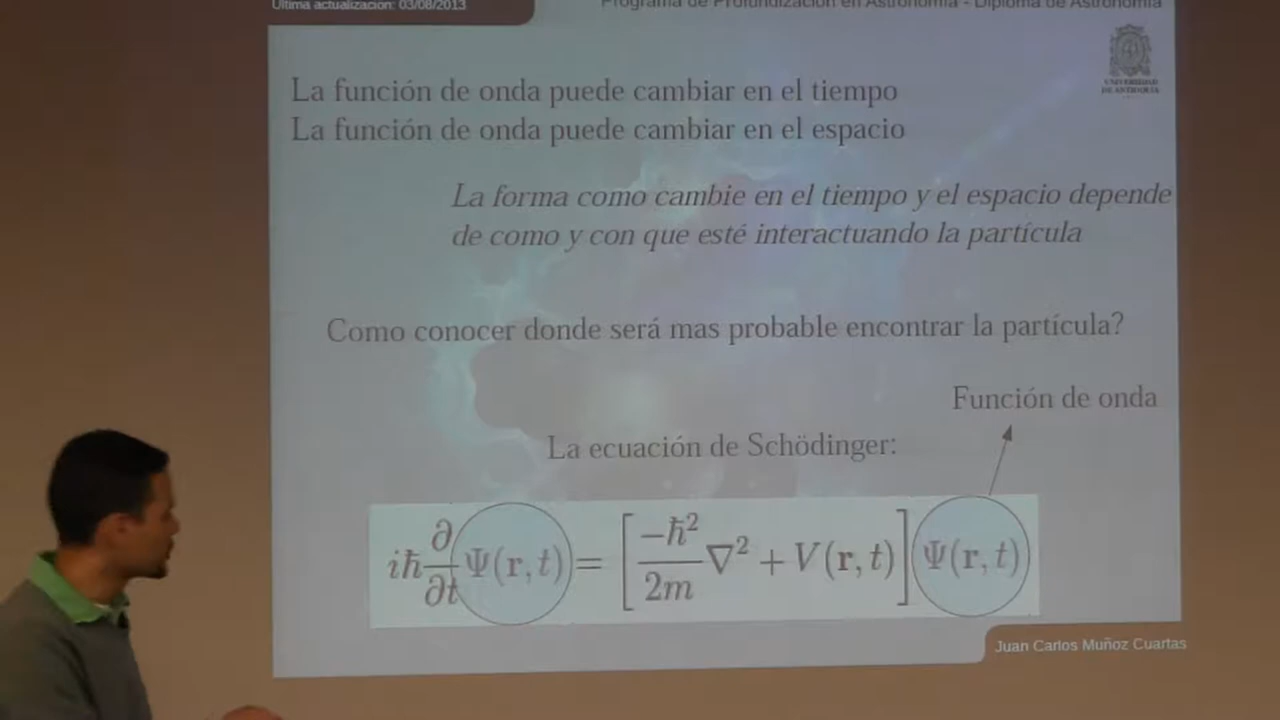 Última actualización: 03/08/2013
Programa de Profundización en Astronomía - Diploma de Astronomía
UNIVERSIDAD
DE ANTIOQUIA
La función de onda puede cambiar en el tiempo
La función de onda puede cambiar en el espacio
La forma como cambie en el tiempo y el espacio depende
de como y con que esté interactuando la partícula
Como conocer donde será mas probable encontrar la partícula?
Función de onda
La ecuación de Schödinger:
iℏ ∂/∂t Ψ(r, t) = [ −ℏ²/2m ∇² + V(r, t) ] Ψ(r, t)
Juan Carlos Muñoz Cuartas